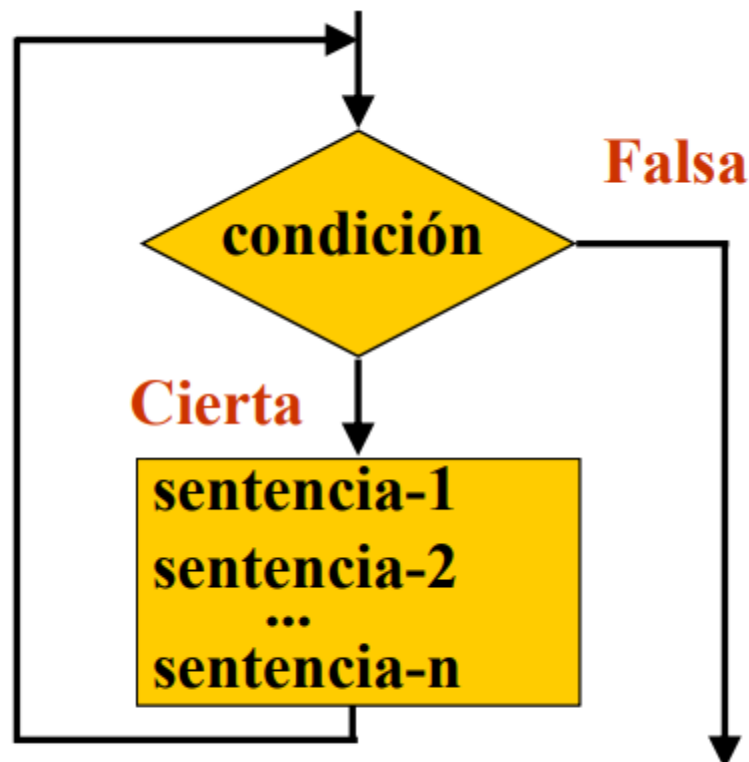 Falsa
condición
Cierta
sentencia-1
sentencia-2
...
sentencia-n